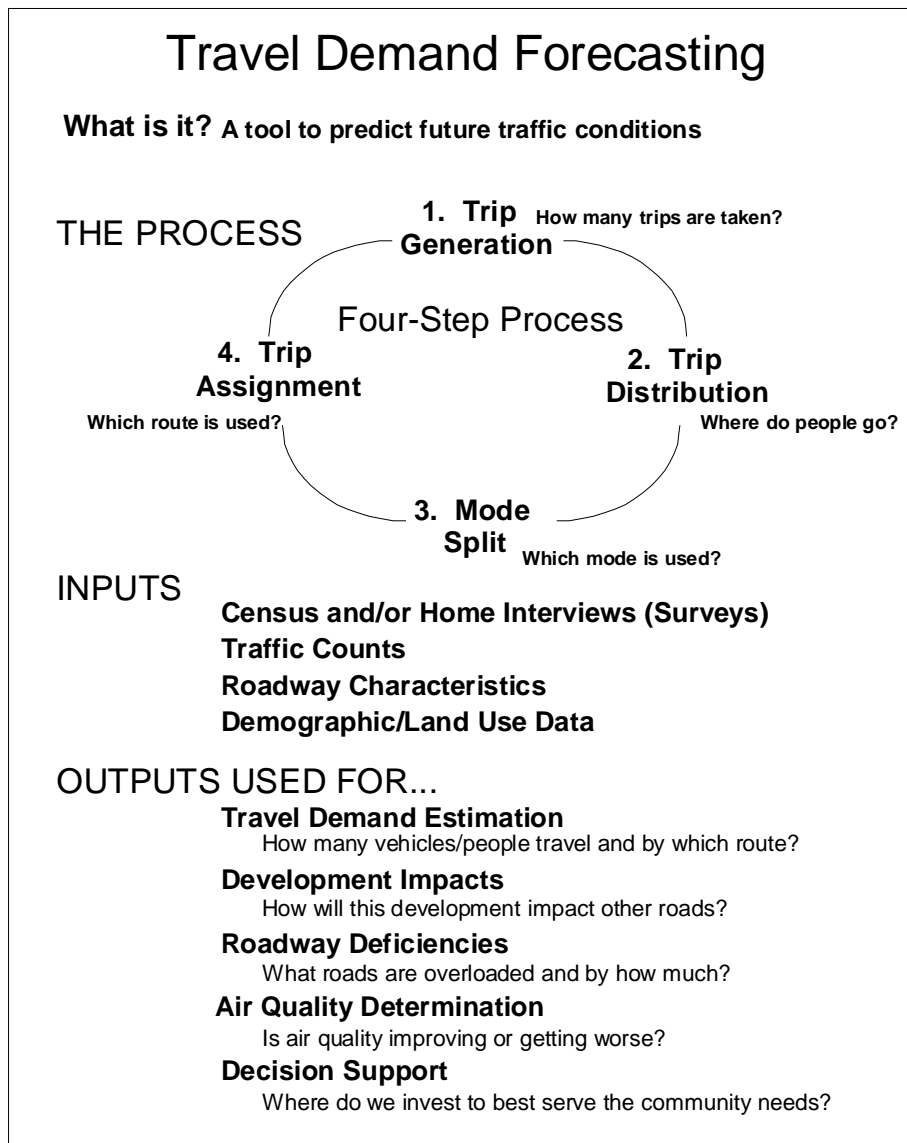 Travel Demand Forecasting
What is it? A tool to predict future traffic conditions
THE PROCESS
1. Trip
Generation
How many trips are taken?
Four-Step Process
4. Trip
Assignment
Which route is used?
2. Trip
Distribution
Where do people go?
3. Mode
Split
Which mode is used?
INPUTS
Census and/or Home Interviews (Surveys)
Traffic Counts
Roadway Characteristics
Demographic/Land Use Data
OUTPUTS USED FOR...
Travel Demand Estimation
How many vehicles/people travel and by which route?
Development Impacts
How will this development impact other roads?
Roadway Deficiencies
What roads are overloaded and by how much?
Air Quality Determination
Is air quality improving or getting worse?
Decision Support
Where do we invest to best serve the community needs?